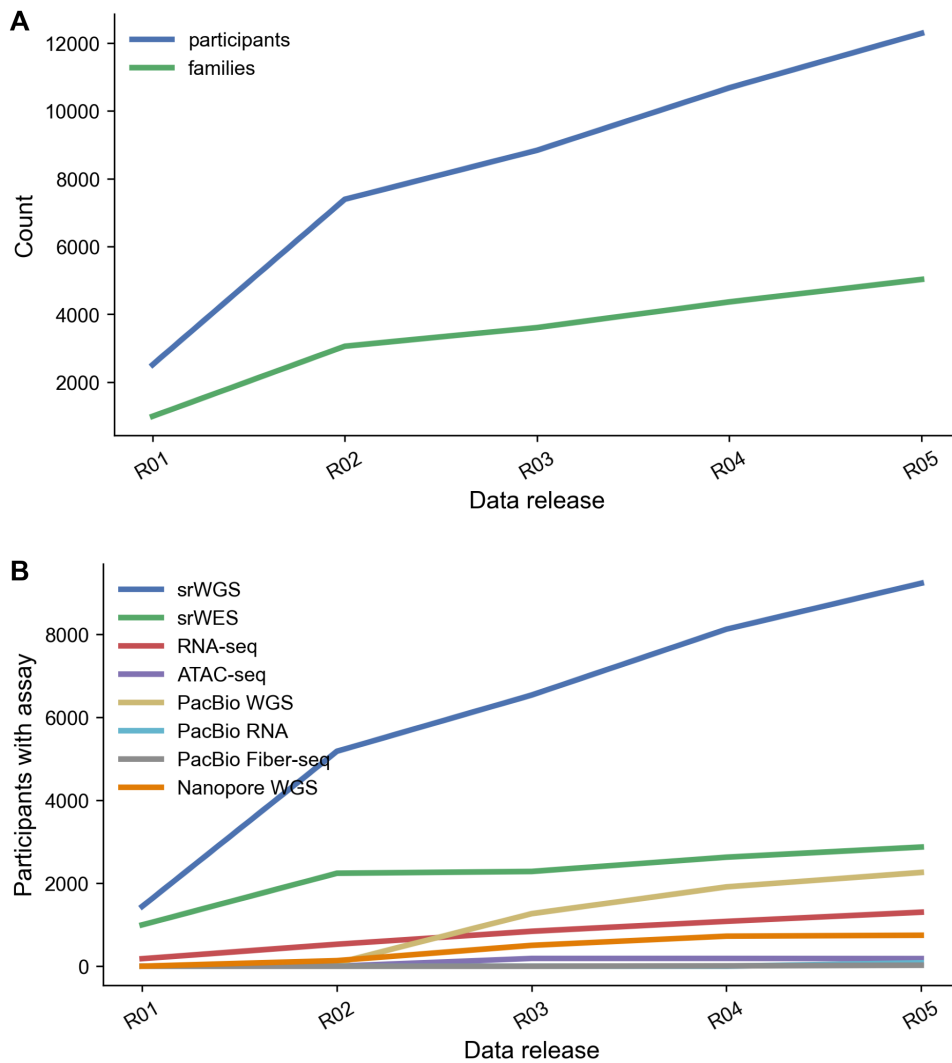 A
participants
families
12000
10000
8000
6000
4000
2000
Count
R01
R02
R03
R04
R05
Data release
B
srWGS
srWES
RNA-seq
ATAC-seq
PacBio WGS
PacBio RNA
PacBio Fiber-seq
Nanopore WGS
8000
6000
4000
2000
0
Participants with assay
R01
R02
R03
R04
R05
Data release